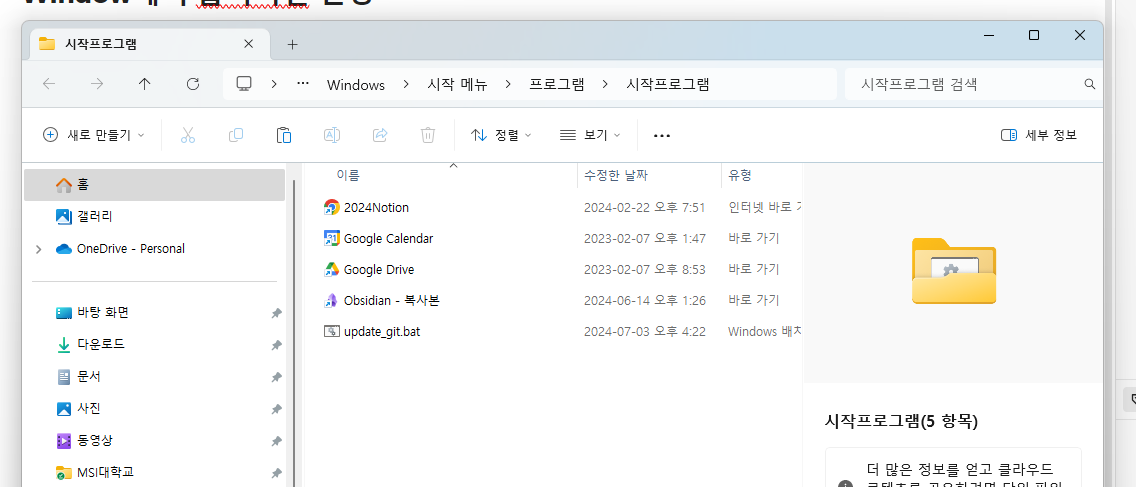 시작프로그램
Windows 시작 메뉴 프로그램 시작프로그램 시작프로그램 검색
새로 만들기 정렬 보기 세부 정보
홈
갤러리
OneDrive - Personal
바탕 화면
다운로드
문서
사진
동영상
MSI대학교
이름 수정한 날짜 유형
2024Notion 2024-02-22 오후 7:51 인터넷 바로
Google Calendar 2023-02-07 오후 1:47 바로 가기
Google Drive 2023-02-07 오후 8:53 바로 가기
Obsidian - 복사본 2024-06-14 오후 1:26 바로 가기
update_git.bat 2024-07-03 오후 4:22 Windows 배치
시작프로그램(5 항목)
더 많은 정보를 얻고 클라우드